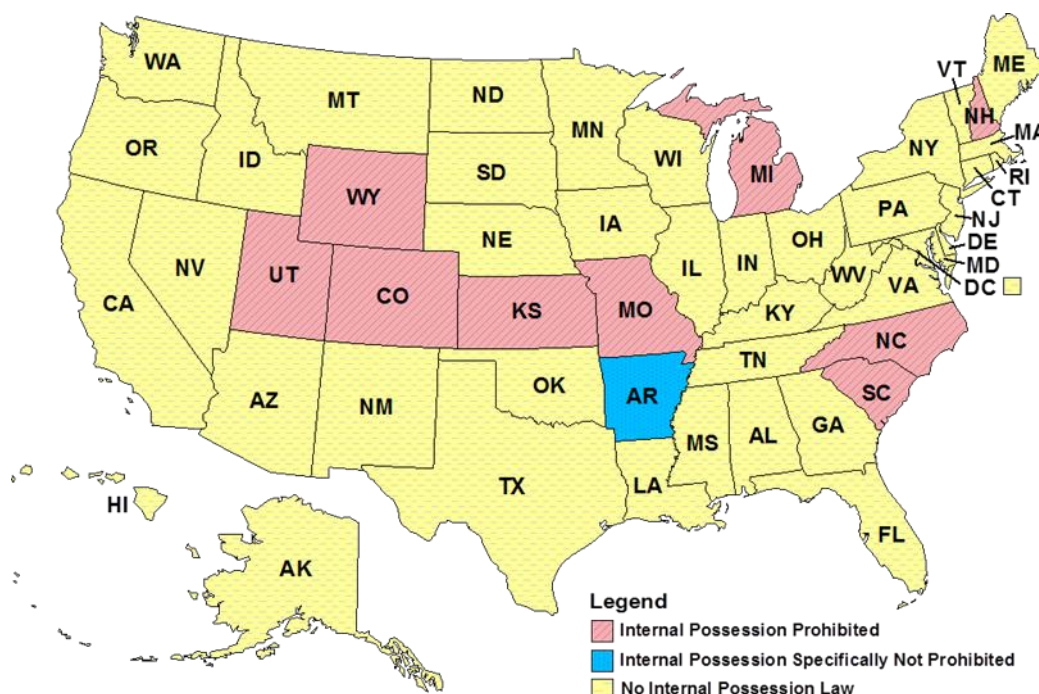 WA
MT
ND
MN
VT
ME
NH
MA
OR
ID
SD
WI
MI
NY
RI
CT
WY
IA
PA
NJ
NE
OH
DE
MD
NV
UT
IL
IN
WV
DC
VA
CA
CO
KS
MO
KY
NC
TN
AZ
NM
OK
AR
SC
MS
AL
GA
TX
LA
HI
FL
AK
Legend
Internal Possession Prohibited
Internal Possession Specifically Not Prohibited
No Internal Possession Law